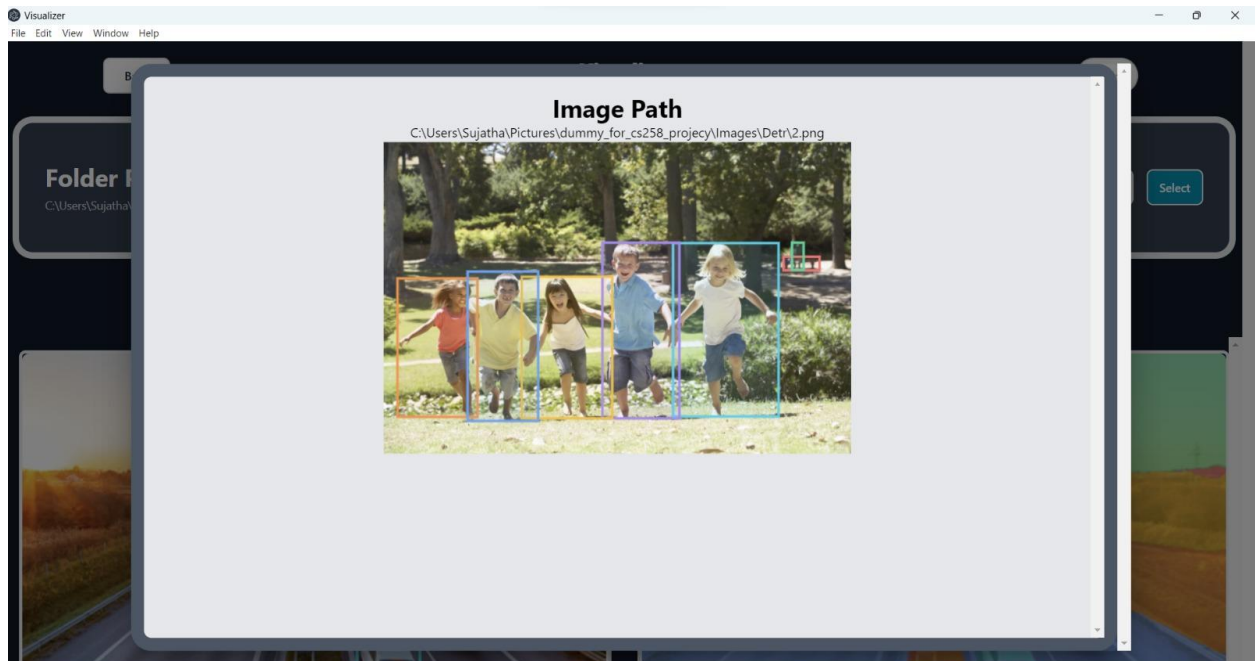 Visualizer
File Edit View Window Help
Image Path
C:\Users\Sujatha\Pictures\dummy_for_cs258_projecy\Images\Detr\2.png
Folder
C:\Users\Sujatha\
Select